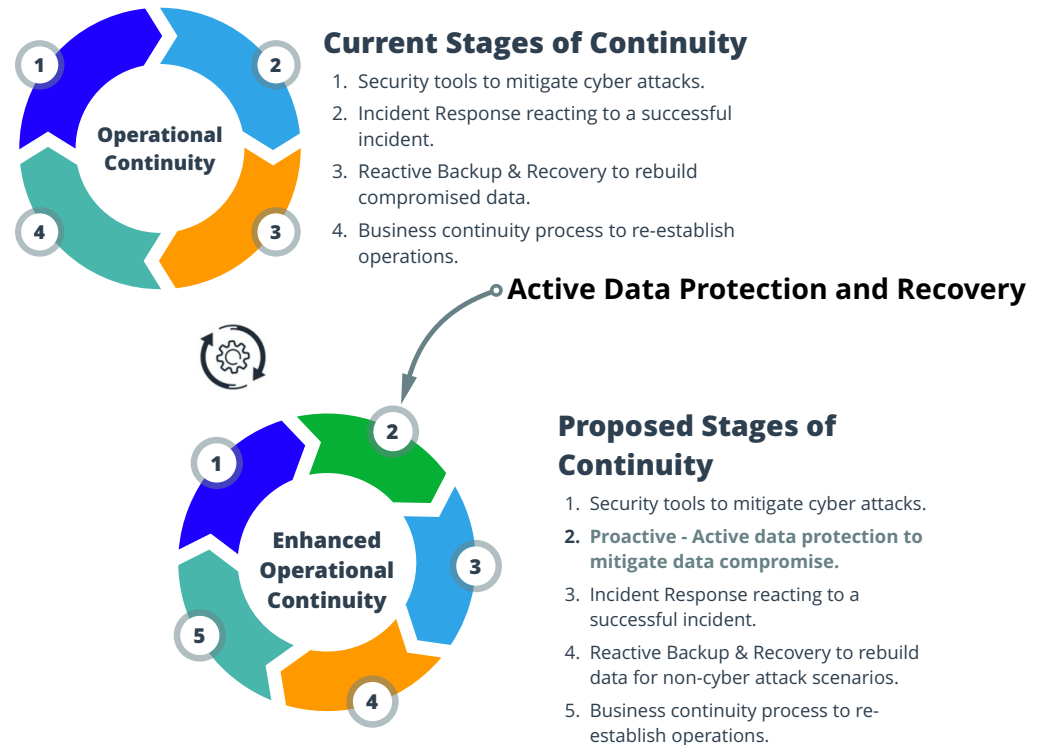 Current Stages of Continuity
1
2
3
4
Operational
Continuity
1. Security tools to mitigate cyber attacks.
2. Incident Response reacting to a successful
incident.
3. Reactive Backup & Recovery to rebuild
compromised data.
4. Business continuity process to re-establish
operations.
Active Data Protection and Recovery
1
2
3
4
5
Enhanced
Operational
Continuity
Proposed Stages of
Continuity
1. Security tools to mitigate cyber attacks.
2. Proactive - Active data protection to
mitigate data compromise.
3. Incident Response reacting to a
successful incident.
4. Reactive Backup & Recovery to rebuild
data for non-cyber attack scenarios.
5. Business continuity process to re-
establish operations.